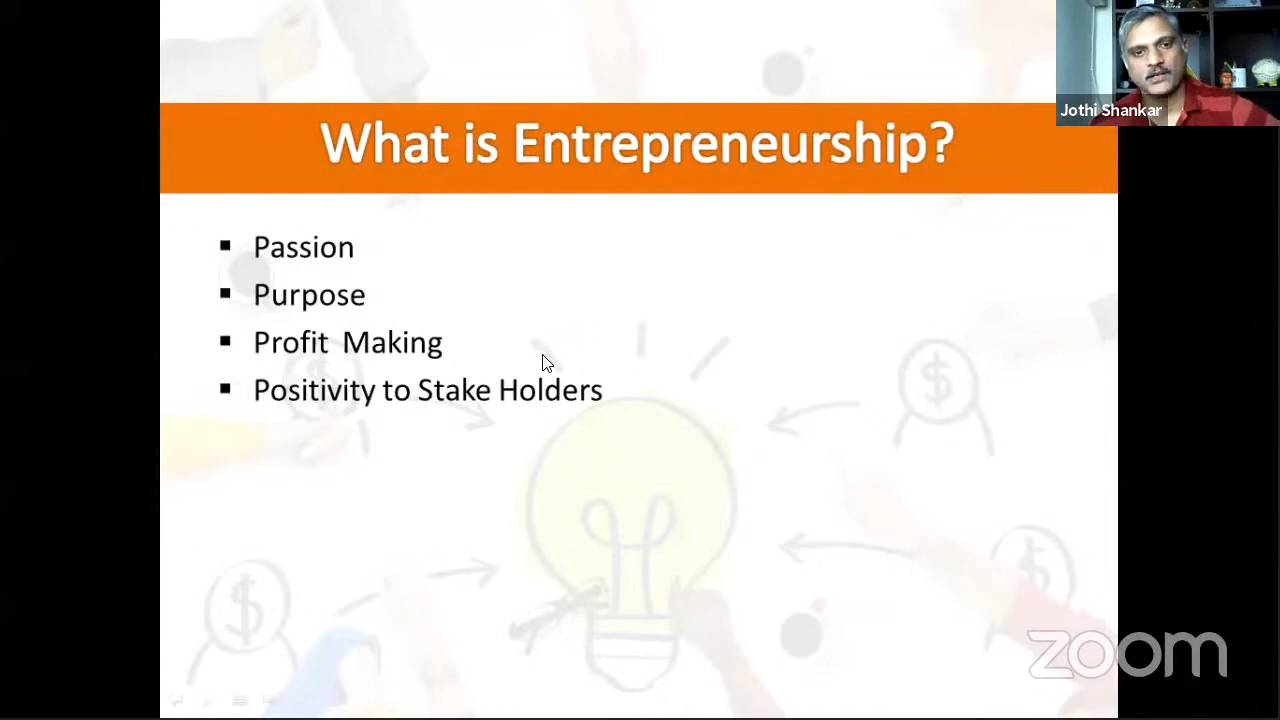 What is Entrepreneurship?
Jothi Shankar
Passion
Purpose
Profit Making
Positivity to Stake Holders
zoom